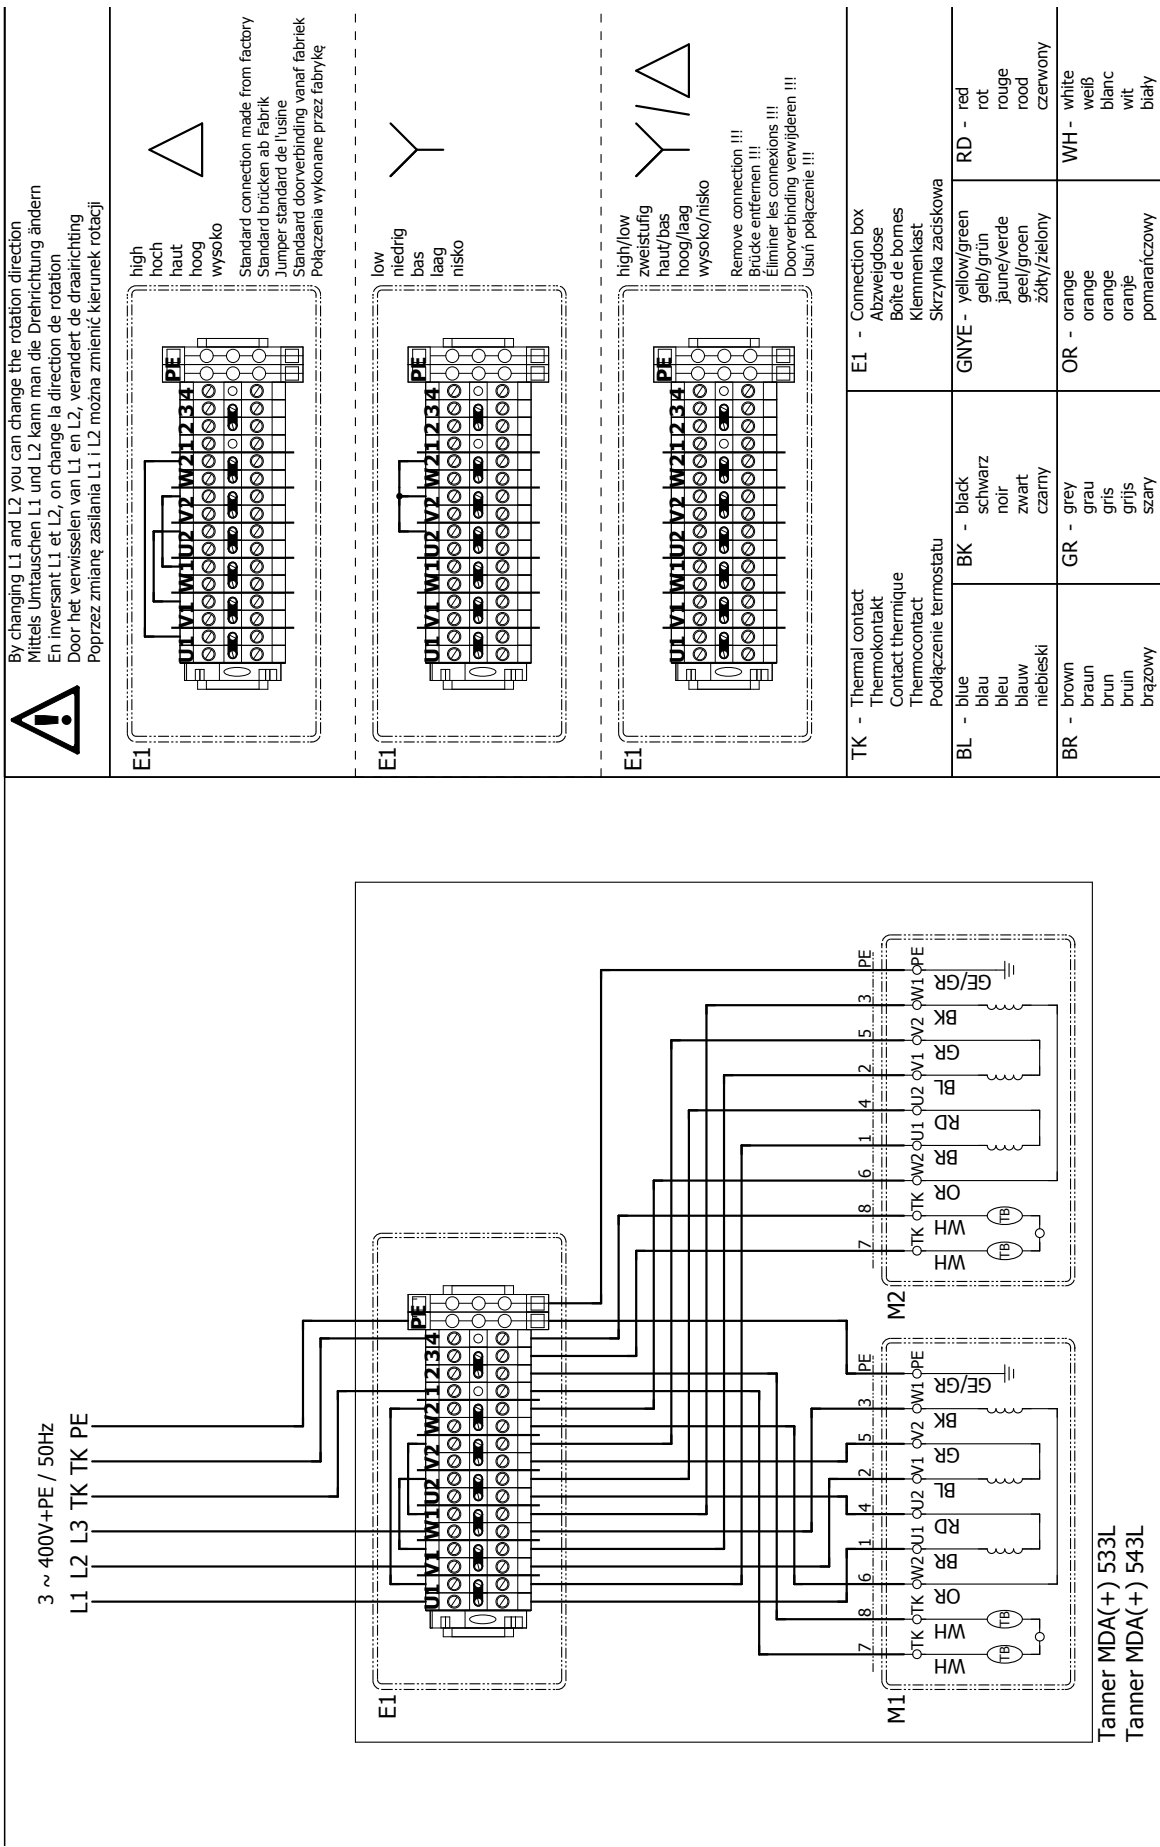 By changing L1 and L2 you can change the rotation direction
Mittels Umtauschen L1 und L2 kann man die Drehrichtung ändern
En inversant L1 et L2, on change la direction de rotation
Door het verwisselen van L1 en L2, verandert de draairichting
Poprzez zmianę zasilania L1 i L2 można zmienić kierunek rotacji
E1
U1 V1 W1 U2 V2 W2 1 2 3 4 PE
high
hoch
haut
hoog
wysoko
Standard connection made from factory
Standard brücken ab Fabrik
Jumper standard de l'usine
Standaard doorverbinding vanaf fabriek
Połączenia wykonane przez fabrykę
E1
U1 V1 W1 U2 V2 W2 1 2 3 4 PE
low
niedrig
bas
laag
nisko
E1
U1 V1 W1 U2 V2 W2 1 2 3 4 PE
high/low
zweistufig
haut/bas
hoog/laag
wysoko/nisko
Remove connection !!!
Brücke entfernen !!!
Éliminer les connexions !!!
Doorverbinding verwijderen !!!
Usuń połączenie !!!
TK - Thermal contact
Thermokontakt
Contact thermique
Thermocontact
Podłączenie termostatu
E1 - Connection box
Abzweigdose
Boîte de bornes
Klemmenkast
Skrzynka zaciskowa
BL - blue
blau
bleu
blauw
niebieski
BK - black
schwarz
noir
zwart
czarny
GNYE - yellow/green
gelb/grün
jaune/verde
geel/groen
żółty/zielony
RD - red
rot
rouge
rood
czerwony
BR - brown
braun
brun
bruin
brązowy
GR - grey
grau
gris
grijs
szary
OR - orange
orange
orange
oranje
pomarańczowy
WH - white
weiß
blanc
wit
biały
3 ~ 400V+PE / 50Hz
L1 L2 L3 TK TK PE
E1
U1 V1 W1 U2 V2 W2 1 2 3 4 PE
7 8 6 1 4 2 5 3 PE
TK TK W2 U1 U2 V1 V2 W1 PE
WH WH OR BR RD BL GR BK GE/GR
TB TB
M1
7 8 6 1 4 2 5 3 PE
TK TK W2 U1 U2 V1 V2 W1 PE
WH WH OR BR RD BL GR BK GE/GR
TB TB
M2
Tanner MDA(+) 533L
Tanner MDA(+) 543L